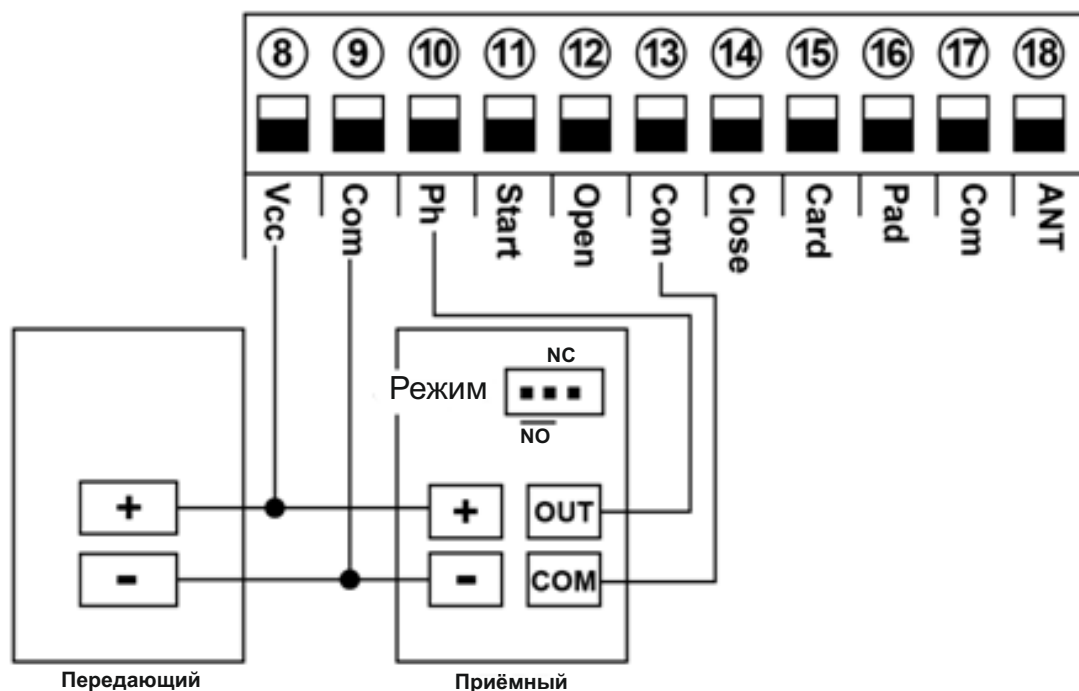 8 9 10 11 12 13 14 15 16 17 18
Vcc Com Ph Start Open Com Close Card Pad Com ANT
NC
Режим
NO
+ + OUT
- - COM
Передающий Приёмный